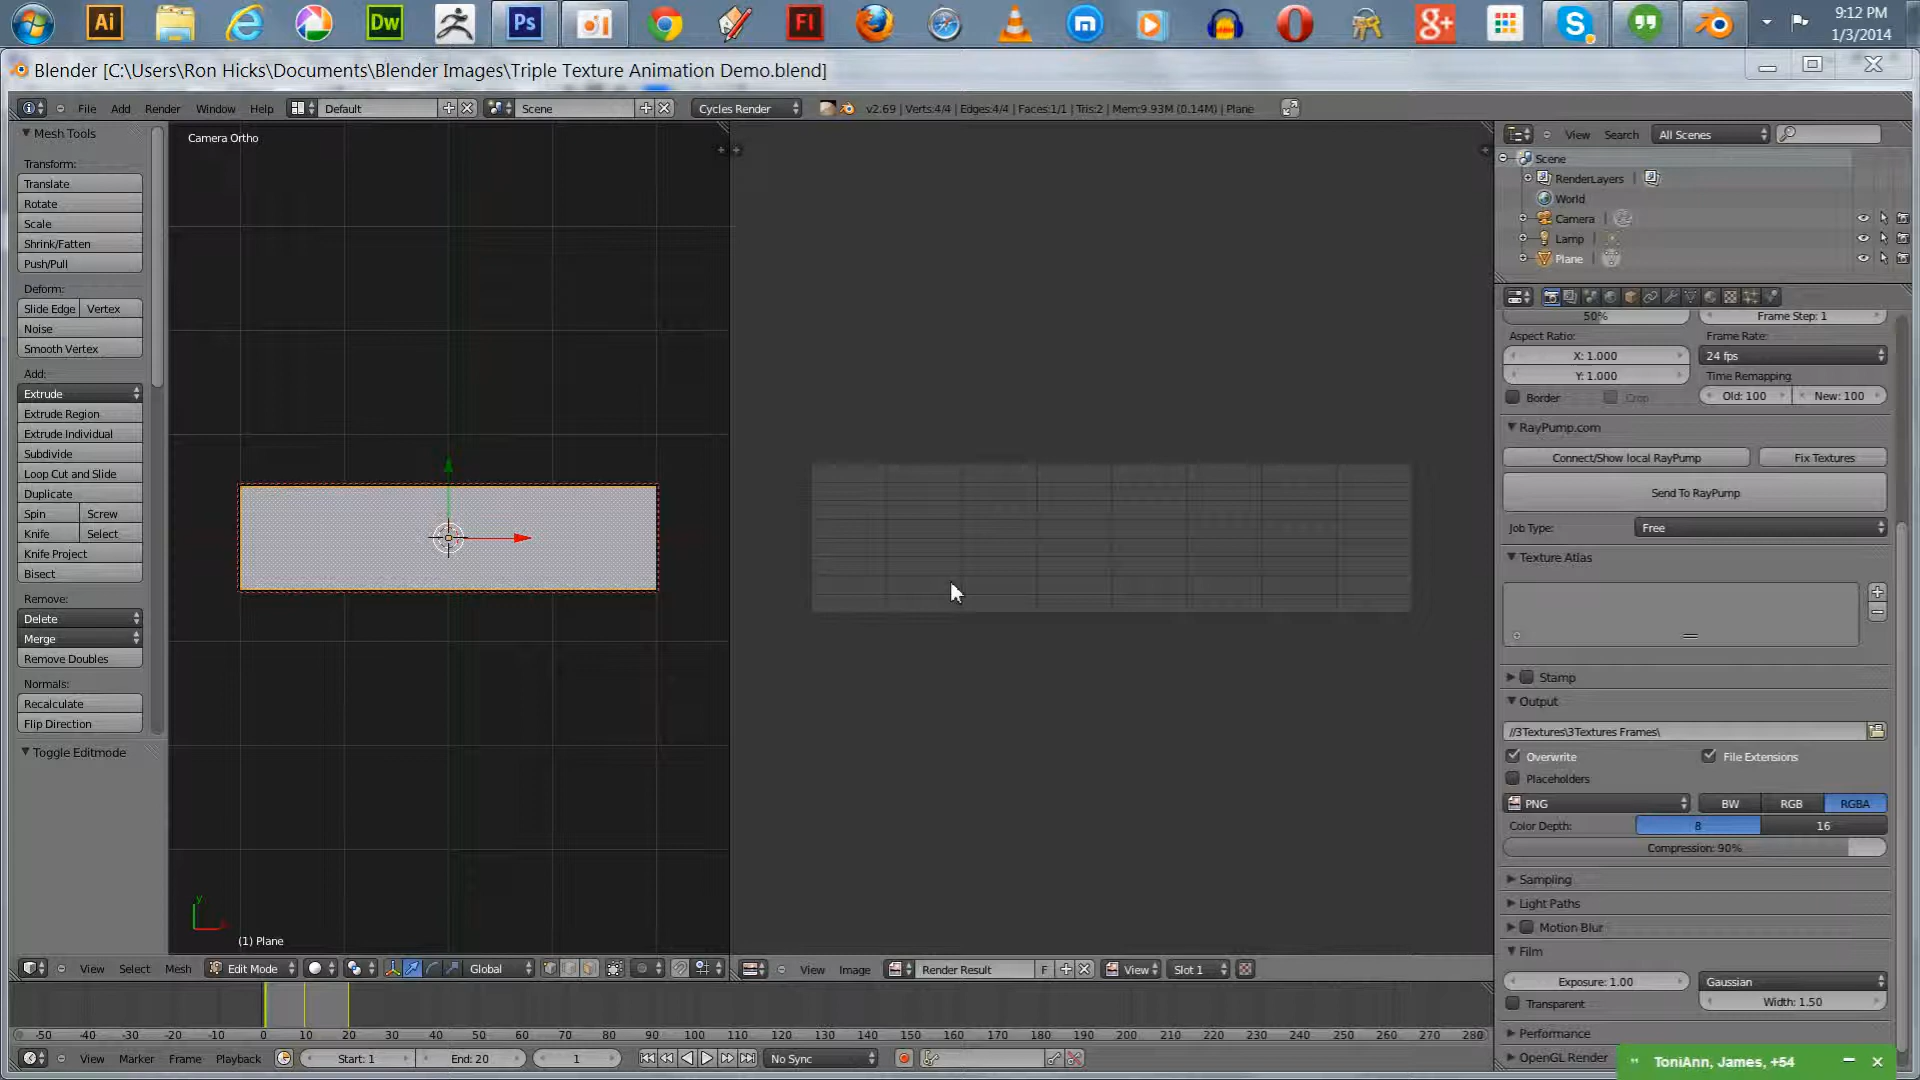 Ai
Dw
Ps
Fl
m
S
g+
9:12 PM
1/3/2014
Blender [C:\Users\Ron Hicks\Documents\Blender Images\Triple Texture Animation Demo.blend]
File Add Render Window Help Default Scene Cycles Render v2.69 | Verts:4/4 | Edges:4/4 | Faces:1/1 | Tris:2 | Mem:9.93M (0.14M) | Plane
Mesh Tools
Transform:
Translate
Rotate
Scale
Shrink/Fatten
Push/Pull
Deform:
Slide Edge Vertex
Noise
Smooth Vertex
Add:
Extrude
Extrude Region
Extrude Individual
Subdivide
Loop Cut and Slide
Duplicate
Spin Screw
Knife Select
Knife Project
Bisect
Remove:
Delete
Merge
Remove Doubles
Normals:
Recalculate
Flip Direction
Toggle Editmode
Camera Ortho
y
(1) Plane
View Select Mesh Edit Mode Global
View Image Render Result F View Slot 1
View Search All Scenes
Scene
RenderLayers
World
Camera
Lamp
Plane
50% Frame Step: 1
Aspect Ratio: Frame Rate:
X: 1.000 24 fps
Y: 1.000 Time Remapping
Border Crop Old: 100 New: 100
RayPump.com
Connect/Show local RayPump Fix Textures
Send To RayPump
Job Type: Free
Texture Atlas
Stamp
Output
//3Textures\3Textures Frames\
Overwrite File Extensions
Placeholders
PNG BW RGB RGBA
Color Depth: 8 16
Compression: 90%
Sampling
Light Paths
Motion Blur
Film
Exposure: 1.00 Gaussian
Transparent Width: 1.50
Performance
OpenGL Render
ToniAnn, James, +54
-50 -40 -30 -20 -10 0 10 20 30 40 50 60 70 80 90 100 110 120 130 140 150 160 170 180 190 200 210 220 230 240 250 260 270 280
View Marker Frame Playback Start: 1 End: 20 1 No Sync